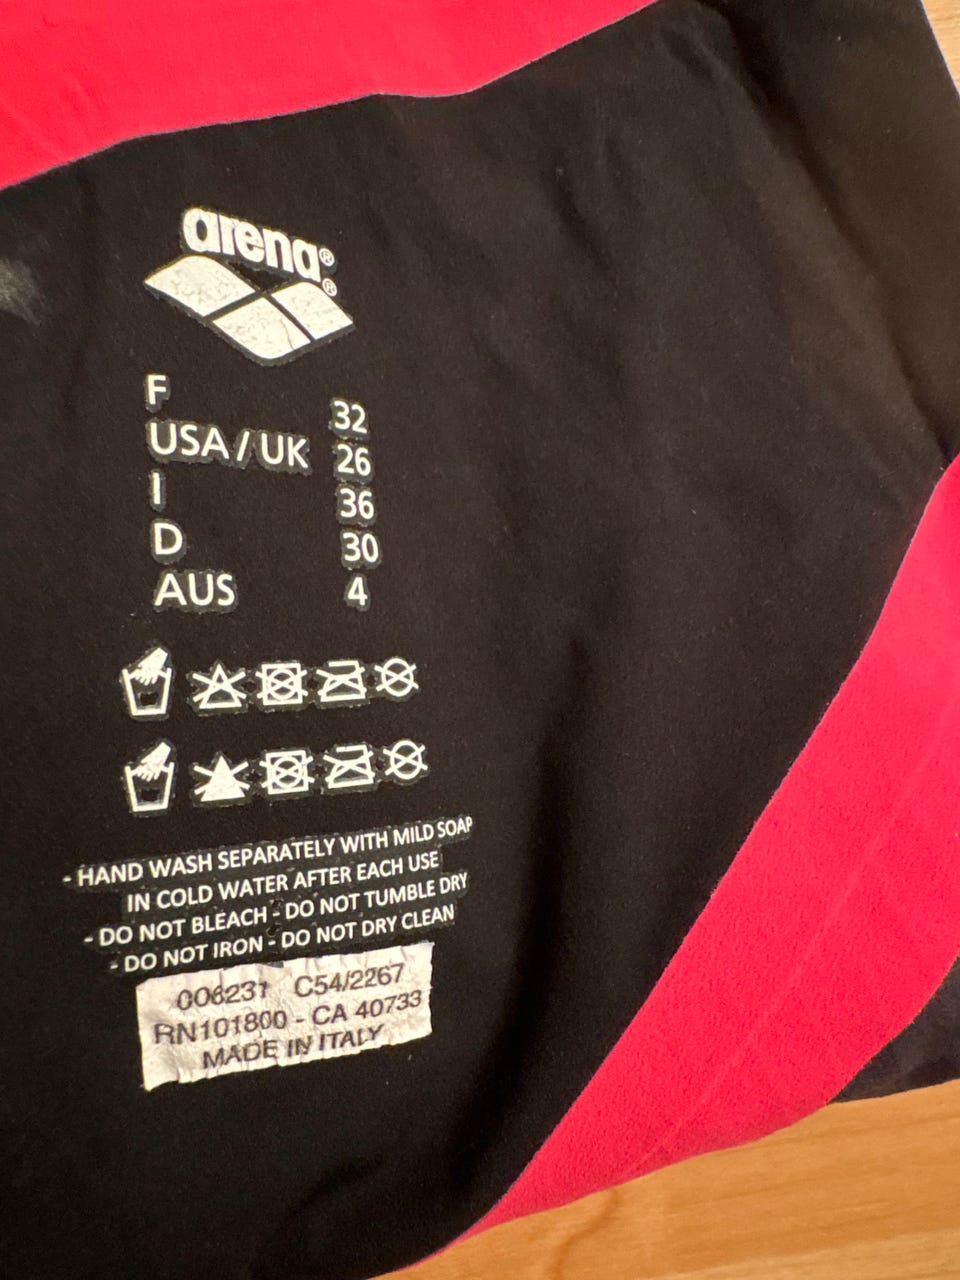 arena®
®
F 32
USA / UK 26
I 36
D 30
AUS 4
- HAND WASH SEPARATELY WITH MILD SOAP
IN COLD WATER AFTER EACH USE
- DO NOT BLEACH - DO NOT TUMBLE DRY
- DO NOT IRON - DO NOT DRY CLEAN
006231 C54/2267
RN101800 - CA 40733
MADE IN ITALY